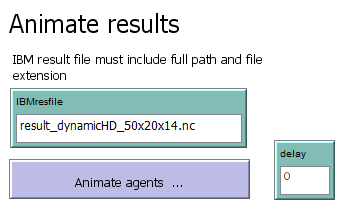 Animate results
IBM result file must include full path and file
extension
IBMresfile
result_dynamicHD_50x20x14.nc
delay
0
Animate agents ...